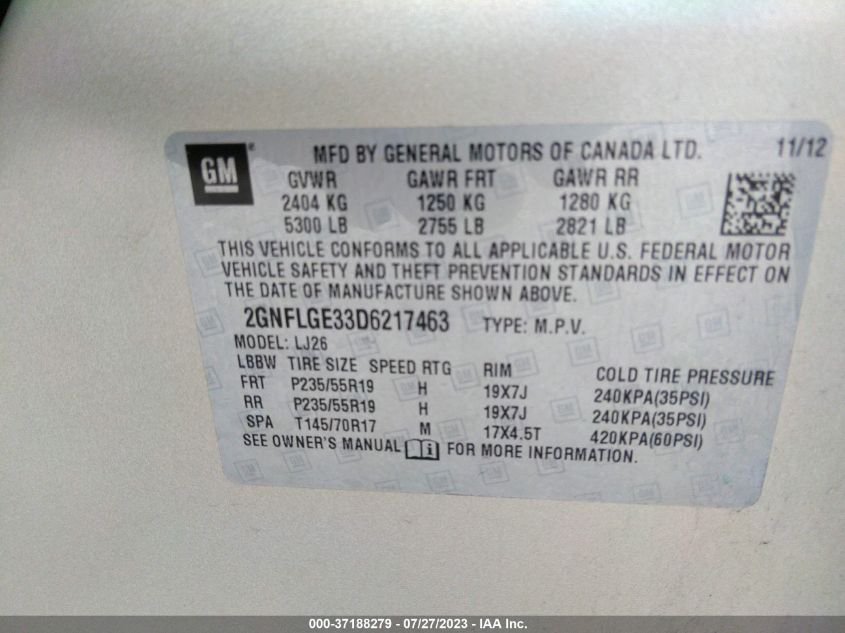 GM
MFD BY GENERAL MOTORS OF CANADA LTD. 11/12
GVWR GAWR FRT GAWR RR
2404 KG 1250 KG 1280 KG
5300 LB 2755 LB 2821 LB
THIS VEHICLE CONFORMS TO ALL APPLICABLE U.S. FEDERAL MOTOR
VEHICLE SAFETY AND THEFT PREVENTION STANDARDS IN EFFECT ON
THE DATE OF MANUFACTURE SHOWN ABOVE.
2GNFLGE33D6217463 TYPE: M.P.V.
MODEL: LJ26
LBBW TIRE SIZE SPEED RTG RIM COLD TIRE PRESSURE
FRT P235/55R19 H 19X7J 240KPA(35PSI)
RR P235/55R19 H 19X7J 240KPA(35PSI)
SPA T145/70R17 M 17X4.5T 420KPA(60PSI)
SEE OWNER'S MANUAL i FOR MORE INFORMATION.
000-37188279 - 07/27/2023 - IAA Inc.